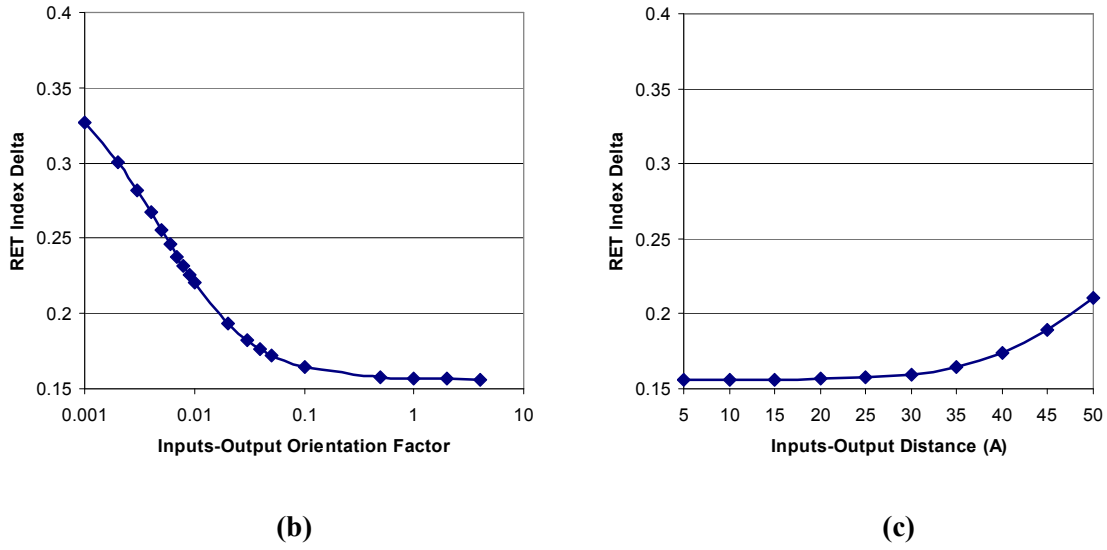 0.4
0.35
0.3
0.25
0.2
0.15
RET Index Delta
0.001 0.01 0.1 1 10
Inputs-Output Orientation Factor
(b)
0.4
0.35
0.3
0.25
0.2
0.15
RET Index Delta
5 10 15 20 25 30 35 40 45 50
Inputs-Output Distance (A)
(c)